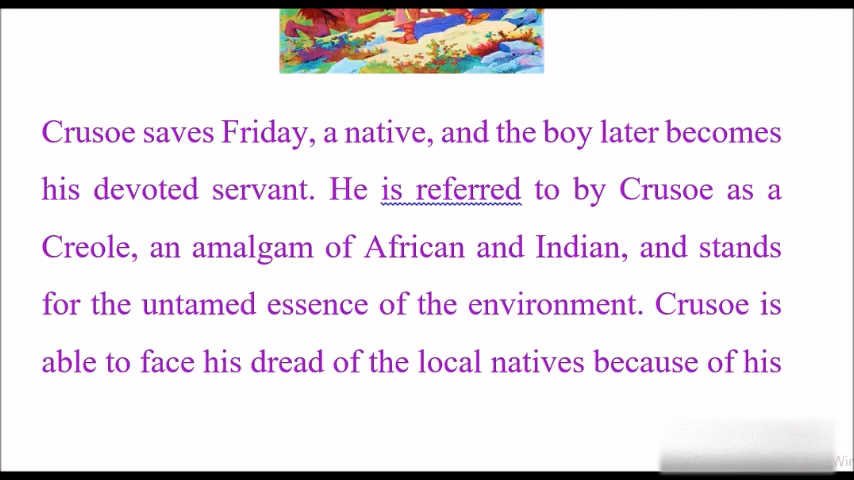 Crusoe saves Friday, a native, and the boy later becomes
his devoted servant. He is referred to by Crusoe as a
Creole, an amalgam of African and Indian, and stands
for the untamed essence of the environment. Crusoe is
able to face his dread of the local natives because of his